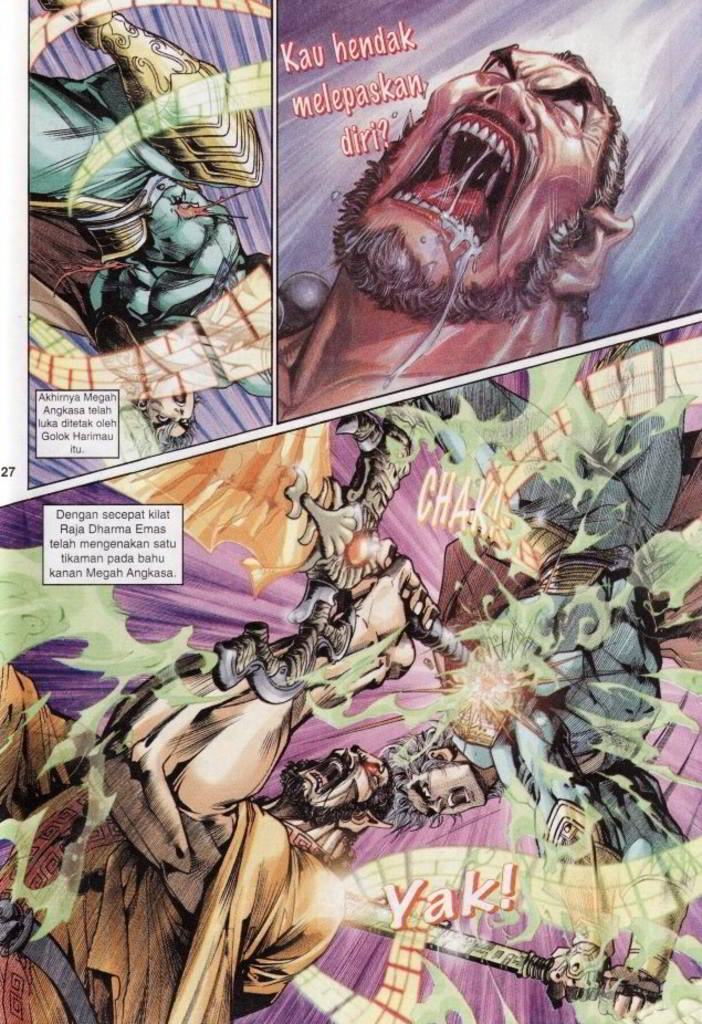 Kau hendak
melepaskan
diri?
Akhirnya Megah
Angkasa telah
luka ditetak oleh
Golok Harimau
itu.
27
Dengan secepat kilat
Raja Dharma Emas
telah mengenakan satu
tikaman pada bahu
kanan Megah Angkasa.
CHAK!
Yak!